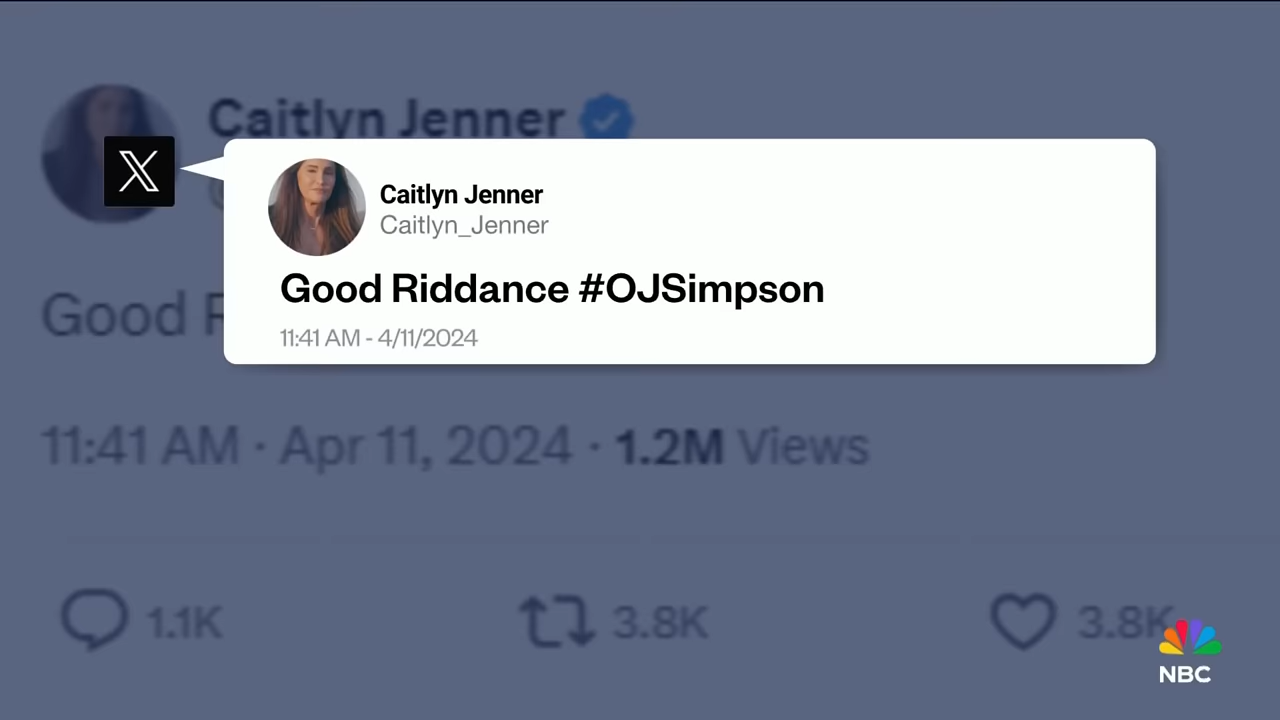 Caitlyn Jenner
X
Caitlyn Jenner
Caitlyn_Jenner
Good Riddance #OJSimpson
11:41 AM - 4/11/2024
Good
11:41 AM · Apr 11, 2024 · 1.2M Views
1.1K
3.8K
3.8K
NBC